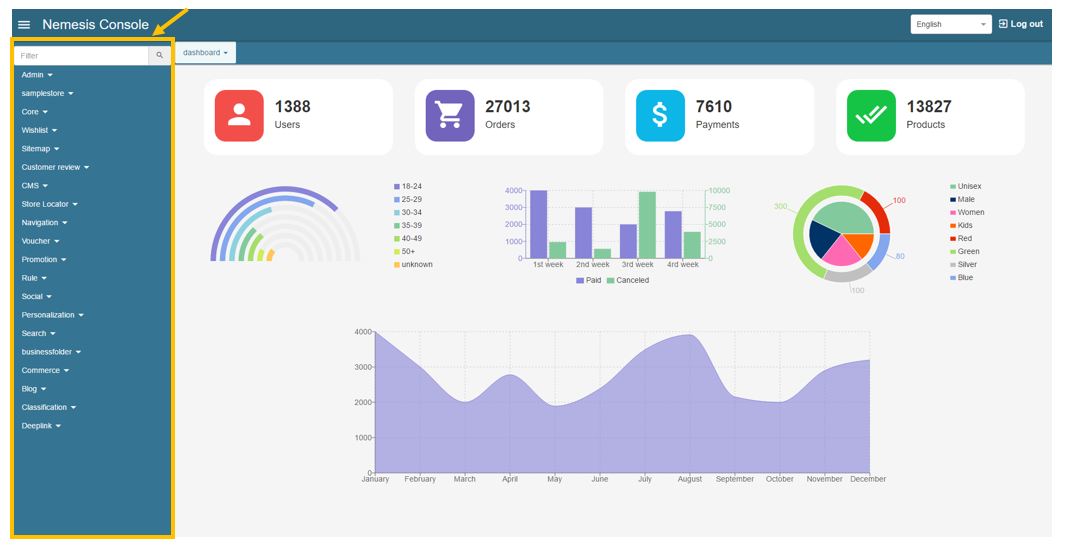 Nemesis Console
English
Log out
Filter
dashboard
Admin
samplestore
Core
Wishlist
Sitemap
Customer review
CMS
Store Locator
Navigation
Voucher
Promotion
Rule
Social
Personalization
Search
businessfolder
Commerce
Blog
Classification
Deeplink
1388
Users
27013
Orders
7610
Payments
13827
Products
18-24
25-29
30-34
35-39
40-49
50+
unknown
4000
3000
2000
1000
0
10000
7500
5000
2500
0
1st week 2nd week 3rd week 4rd week
Paid Canceled
300
100
80
100
Unisex
Male
Women
Kids
Red
Green
Silver
Blue
4000
3000
2000
1000
0
January February March April May June July August September October November December